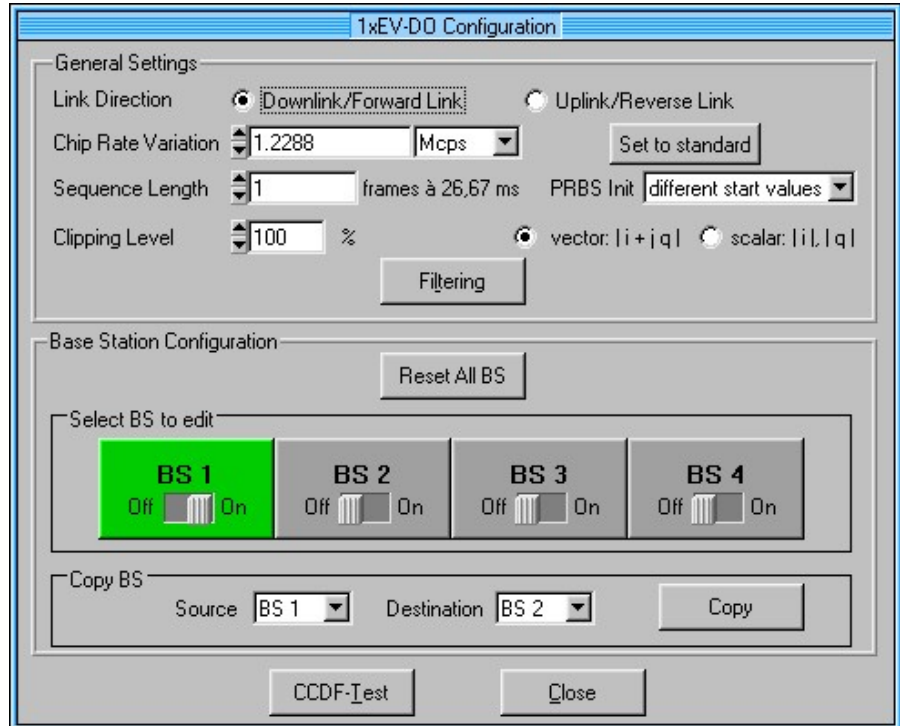 1xEV-DO Configuration
General Settings
Link Direction Downlink/Forward Link Uplink/Reverse Link
Chip Rate Variation 1.2288 Mcps Set to standard
Sequence Length 1 frames à 26,67 ms PRBS Init different start values
Clipping Level 100 % vector: | i + j q | scalar: | i |, | q |
Filtering
Base Station Configuration
Reset All BS
Select BS to edit
BS 1 BS 2 BS 3 BS 4
Off On Off On Off On Off On
Copy BS
Source BS 1 Destination BS 2 Copy
CCDF-Test Close